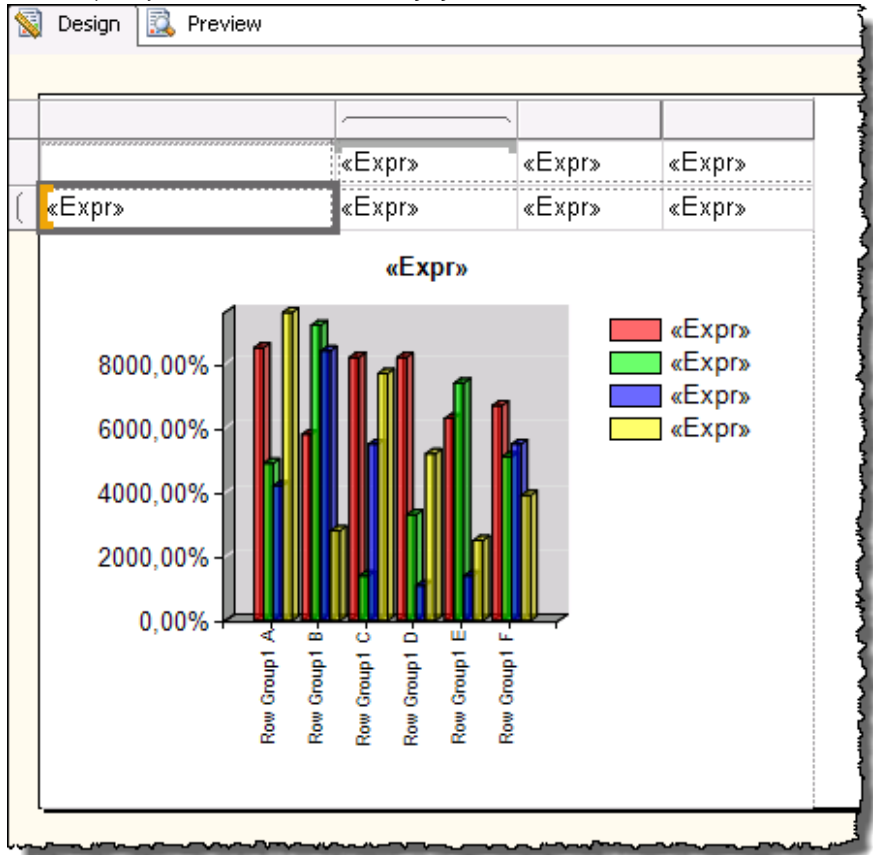 Design Preview
«Expr» «Expr» «Expr»
«Expr» «Expr» «Expr» «Expr»
«Expr»
«Expr»
«Expr»
«Expr»
«Expr»
8000,00%
6000,00%
4000,00%
2000,00%
0,00%
Row Group1 A
Row Group1 B
Row Group1 C
Row Group1 D
Row Group1 E
Row Group1 F